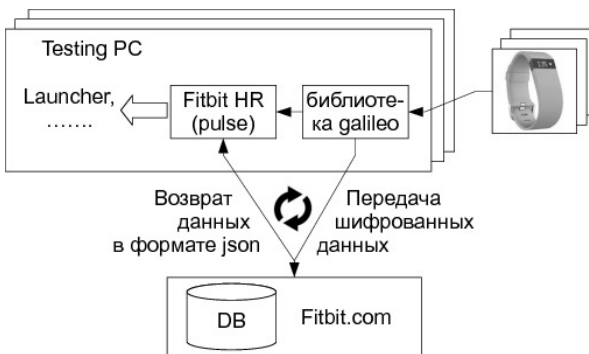 Testing PC
Launcher,
.......
Fitbit HR
(pulse)
библиоте-
ка galileo
Возврат
данных
в формате json
Передача
шифрованных
данных
DB
Fitbit.com